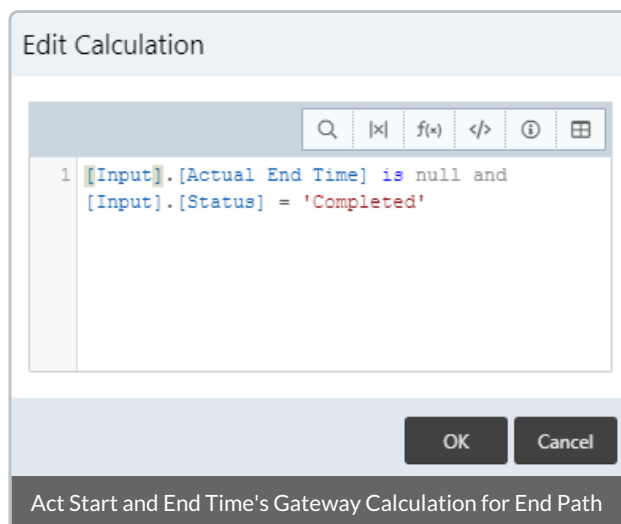 Edit Calculation
|x| f(x) </>
1 [Input].[Actual End Time] is null and
[Input].[Status] = 'Completed'
OK Cancel
Act Start and End Time's Gateway Calculation for End Path